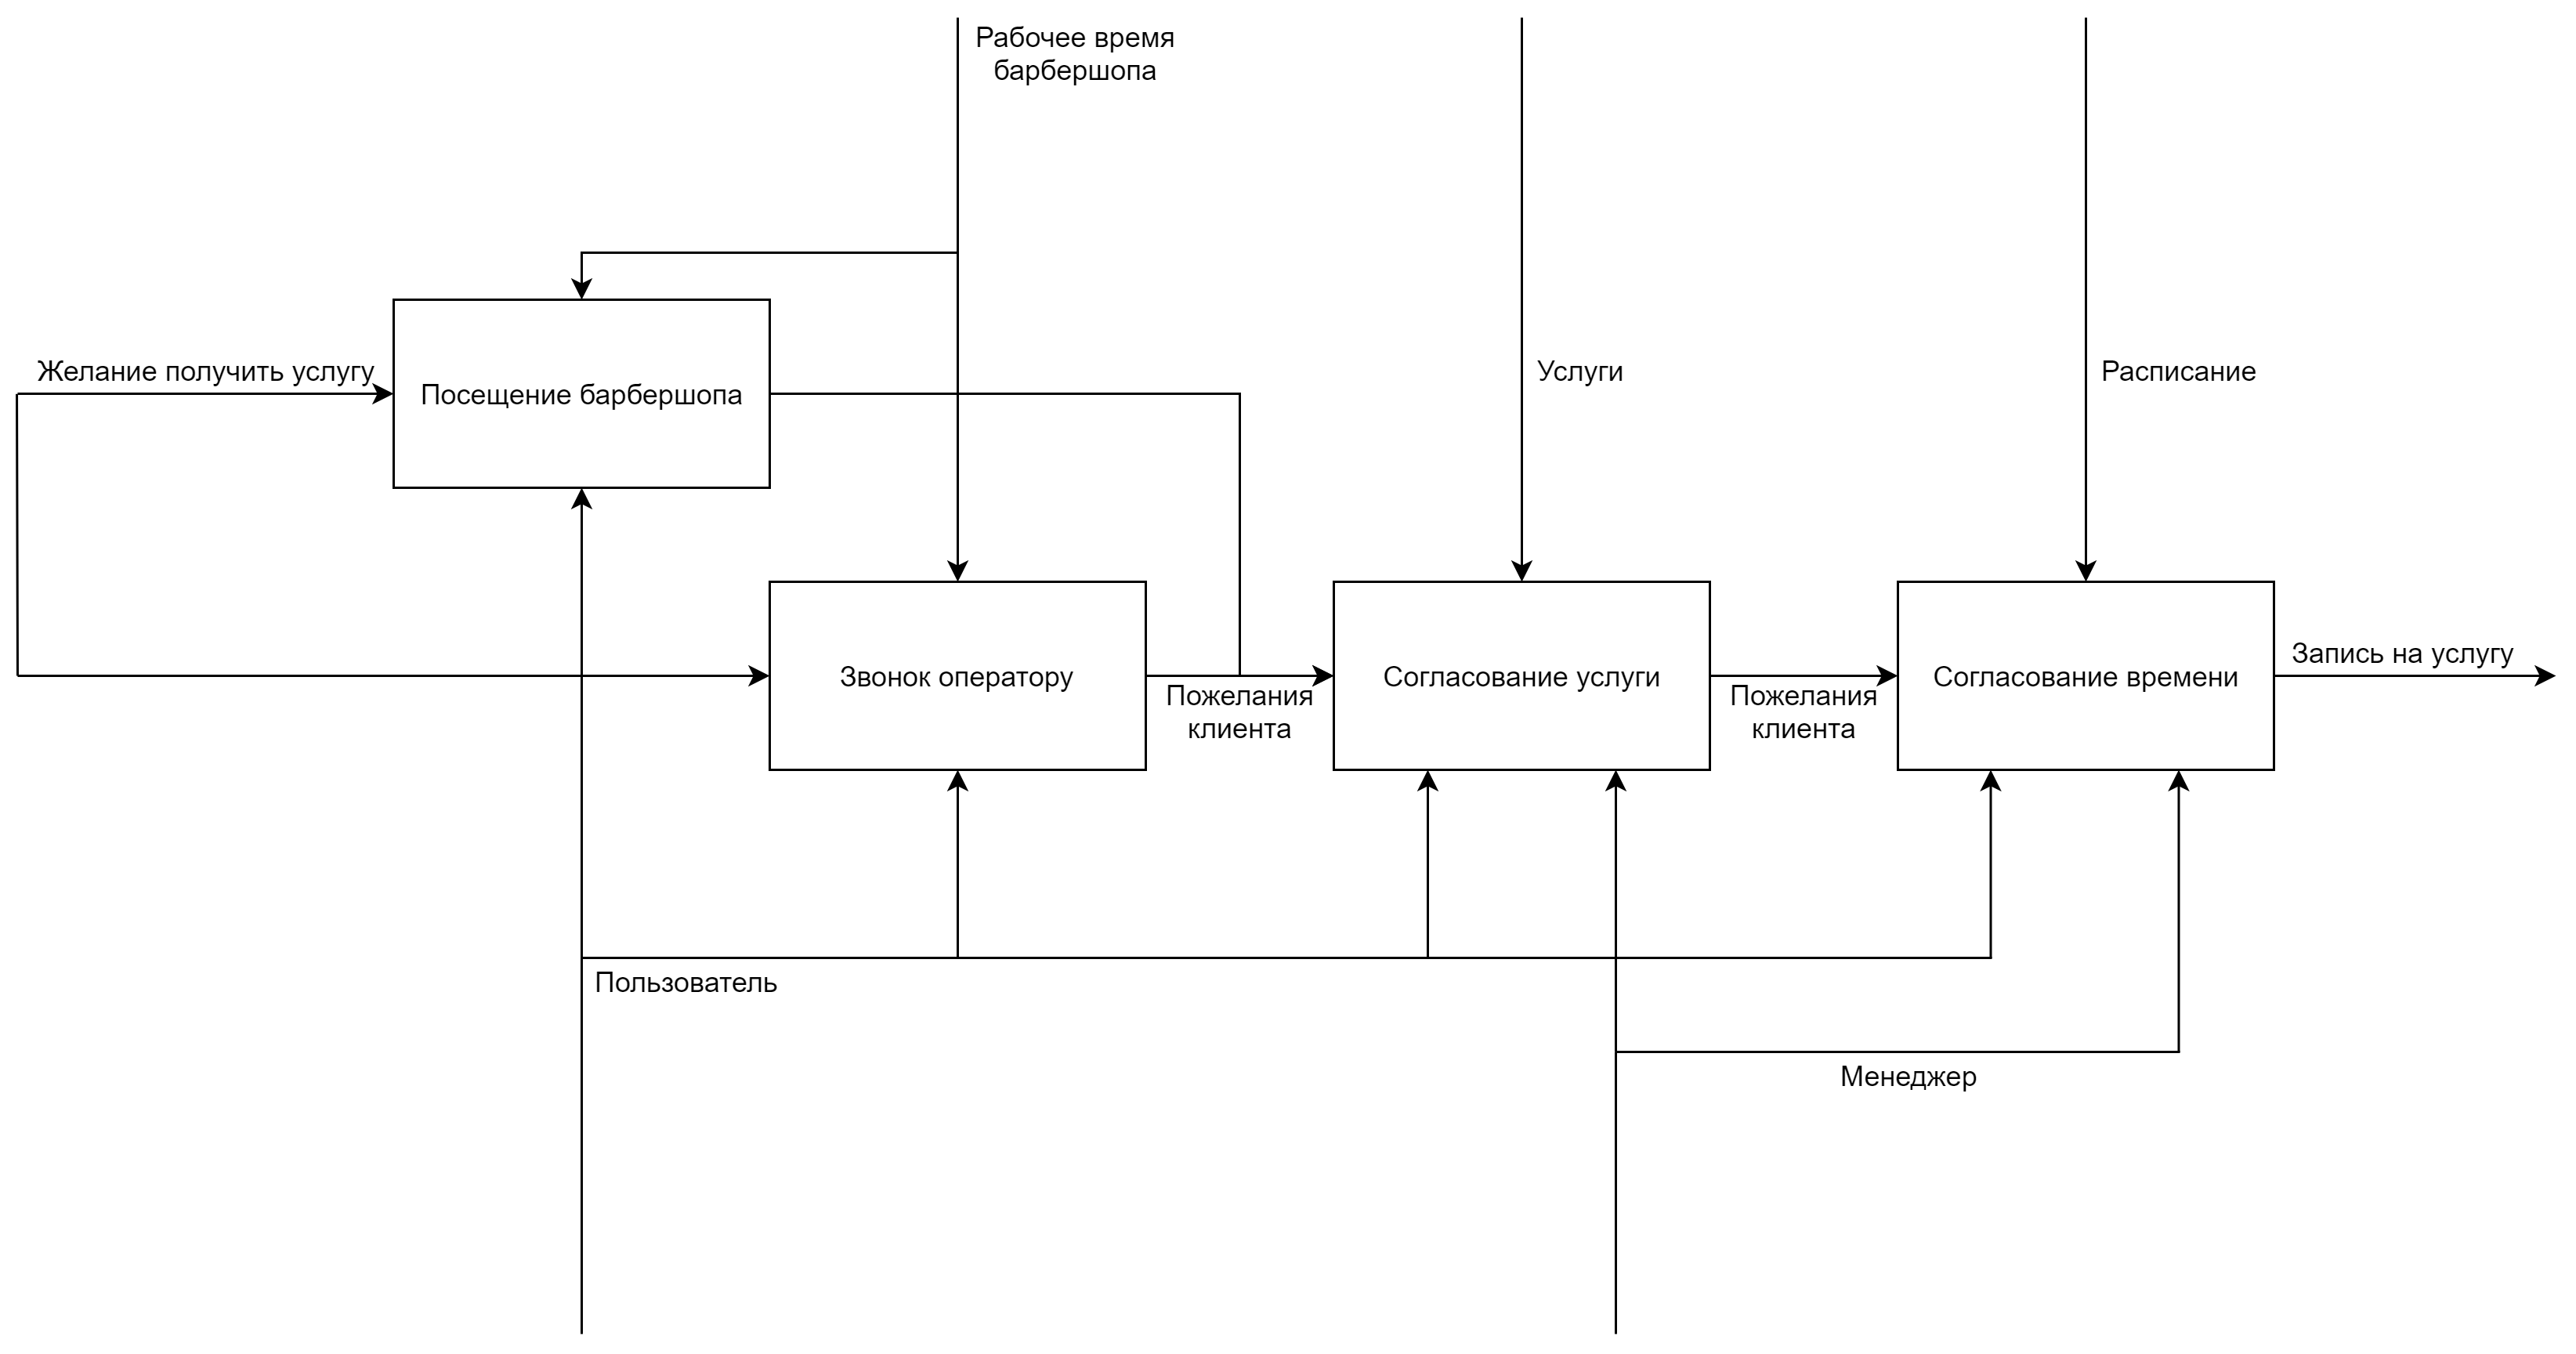 Рабочее время
барбершопа
Желание получить услугу
Посещение барбершопа
Услуги
Расписание
Звонок оператору
Пожелания
клиента
Согласование услуги
Пожелания
клиента
Согласование времени
Запись на услугу
Пользователь
Менеджер